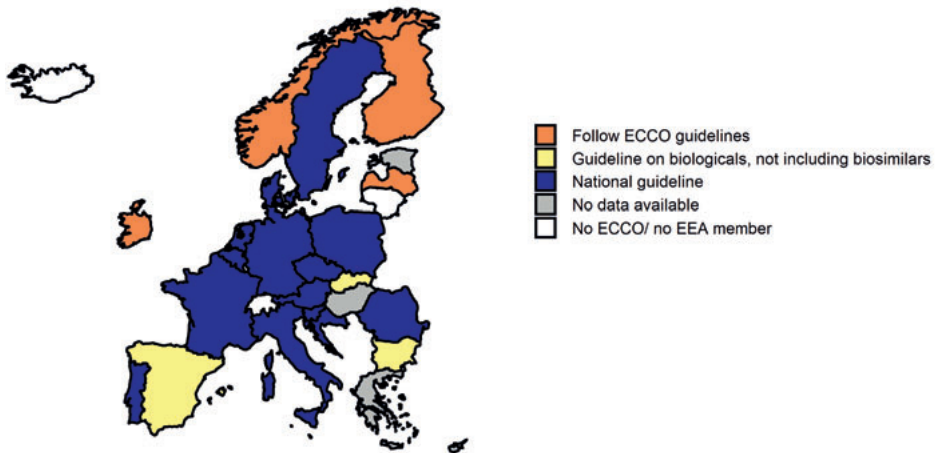 Follow ECCO guidelines
Guideline on biologicals, not including biosimilars
National guideline
No data available
No ECCO/ no EEA member